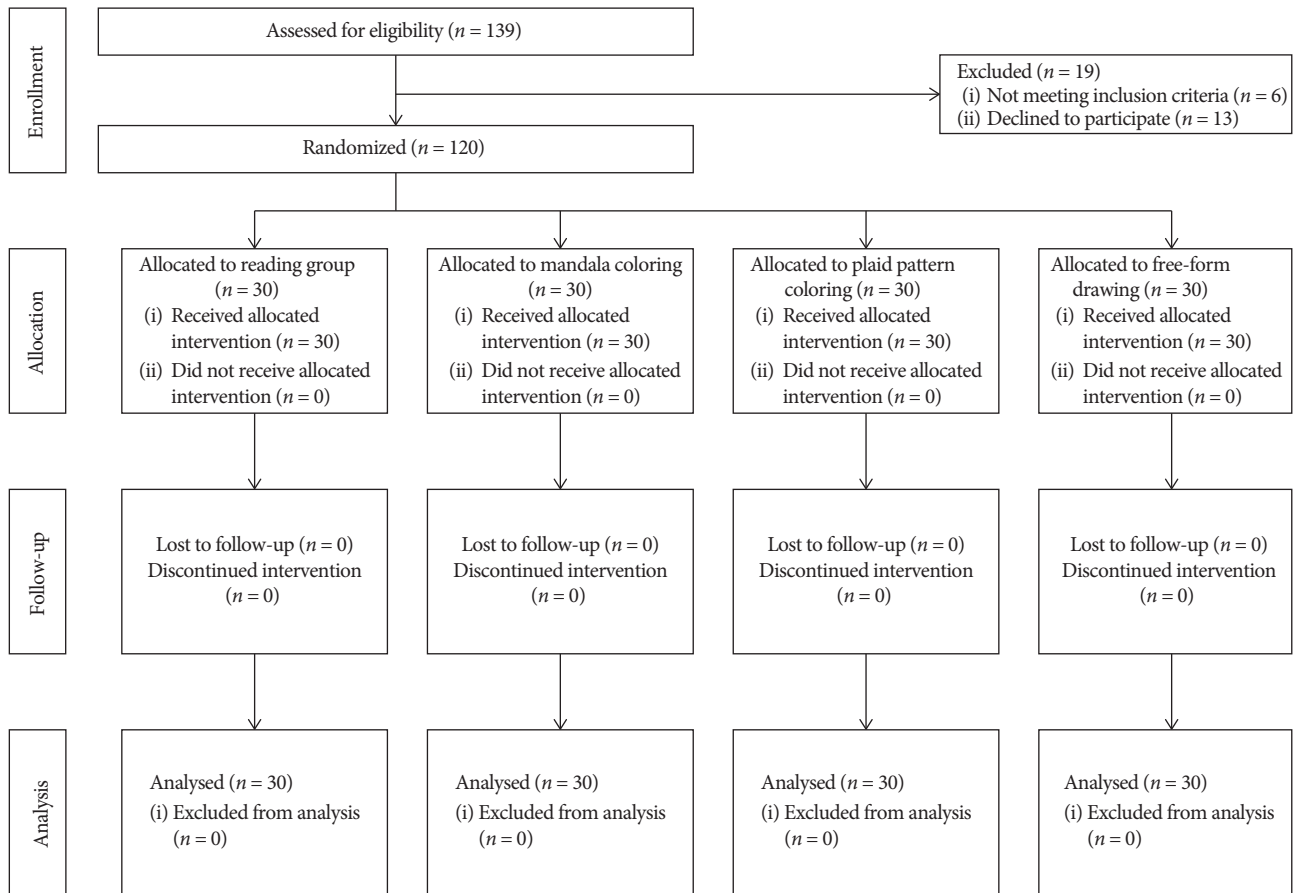 Enrollment
Assessed for eligibility (n = 139)
Excluded (n = 19)
(i) Not meeting inclusion criteria (n = 6)
(ii) Declined to participate (n = 13)
Randomized (n = 120)
Allocation
Allocated to reading group
(n = 30)
(i) Received allocated
intervention (n = 30)
(ii) Did not receive allocated
intervention (n = 0)
Allocated to mandala coloring
(n = 30)
(i) Received allocated
intervention (n = 30)
(ii) Did not receive allocated
intervention (n = 0)
Allocated to plaid pattern
coloring (n = 30)
(i) Received allocated
intervention (n = 30)
(ii) Did not receive allocated
intervention (n = 0)
Allocated to free-form
drawing (n = 30)
(i) Received allocated
intervention (n = 30)
(ii) Did not receive allocated
intervention (n = 0)
Follow-up
Lost to follow-up (n = 0)
Discontinued intervention
(n = 0)
Lost to follow-up (n = 0)
Discontinued intervention
(n = 0)
Lost to follow-up (n = 0)
Discontinued intervention
(n = 0)
Lost to follow-up (n = 0)
Discontinued intervention
(n = 0)
Analysis
Analysed (n = 30)
(i) Excluded from analysis
(n = 0)
Analysed (n = 30)
(i) Excluded from analysis
(n = 0)
Analysed (n = 30)
(i) Excluded from analysis
(n = 0)
Analysed (n = 30)
(i) Excluded from analysis
(n = 0)